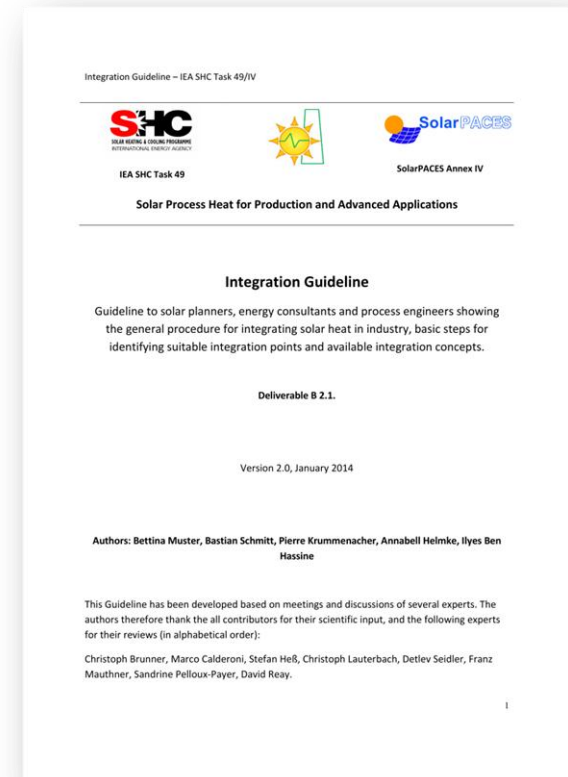 Integration Guideline – IEA SHC Task 49/IV
SHC
SOLAR HEATING & COOLING PROGRAMME
INTERNATIONAL ENERGY AGENCY
SolarPACES
IEA SHC Task 49
SolarPACES Annex IV
Solar Process Heat for Production and Advanced Applications
Integration Guideline
Guideline to solar planners, energy consultants and process engineers showing
the general procedure for integrating solar heat in industry, basic steps for
identifying suitable integration points and available integration concepts.
Deliverable B 2.1.
Version 2.0, January 2014
Authors: Bettina Muster, Bastian Schmitt, Pierre Krummenacher, Annabell Helmke, Ilyes Ben
Hassine
This Guideline has been developed based on meetings and discussions of several experts. The
authors therefore thank the all contributors for their scientific input, and the following experts
for their reviews (in alphabetical order):
Christoph Brunner, Marco Calderoni, Stefan Heß, Christoph Lauterbach, Detlev Seidler, Franz
Mauthner, Sandrine Pelloux-Payer, David Reay.
1